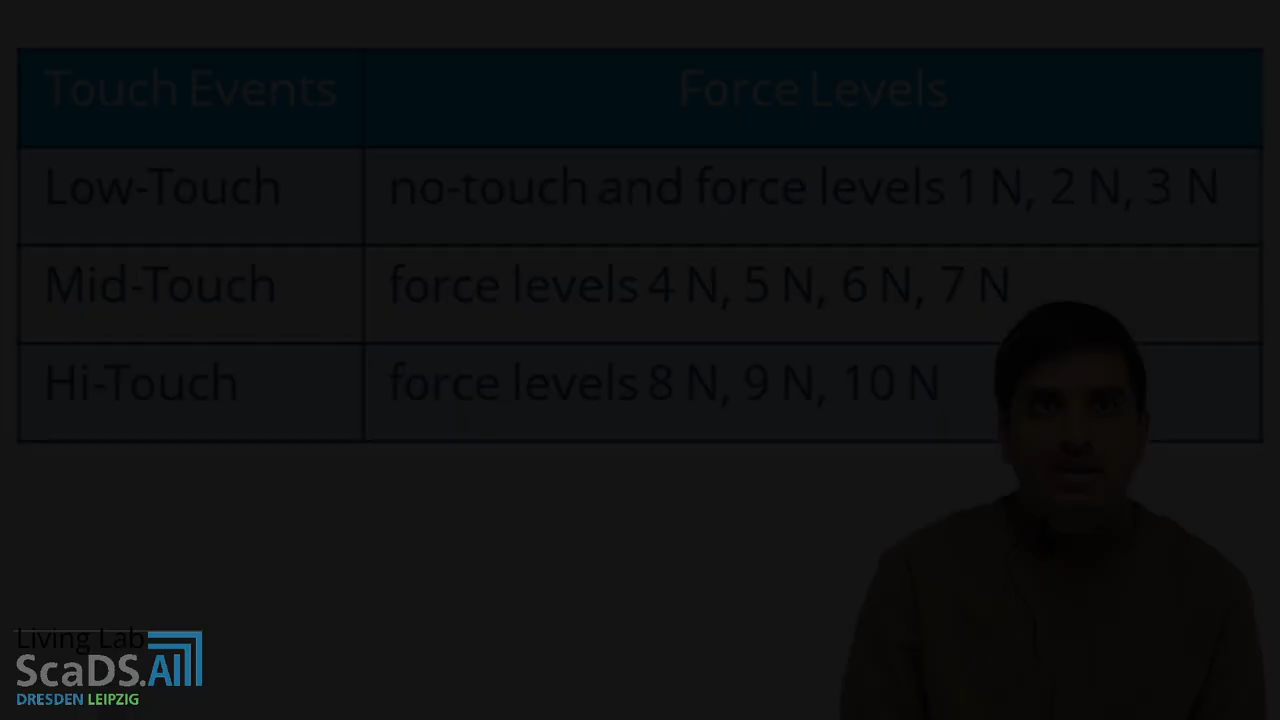 Touch Events
Force Levels
Low-Touch
no-touch and force levels 1 N, 2 N, 3 N
Mid-Touch
force levels 4 N, 5 N, 6 N, 7 N
Hi-Touch
force levels 8 N, 9 N, 10 N
Living Lab
ScaDS.AI
DRESDEN LEIPZIG